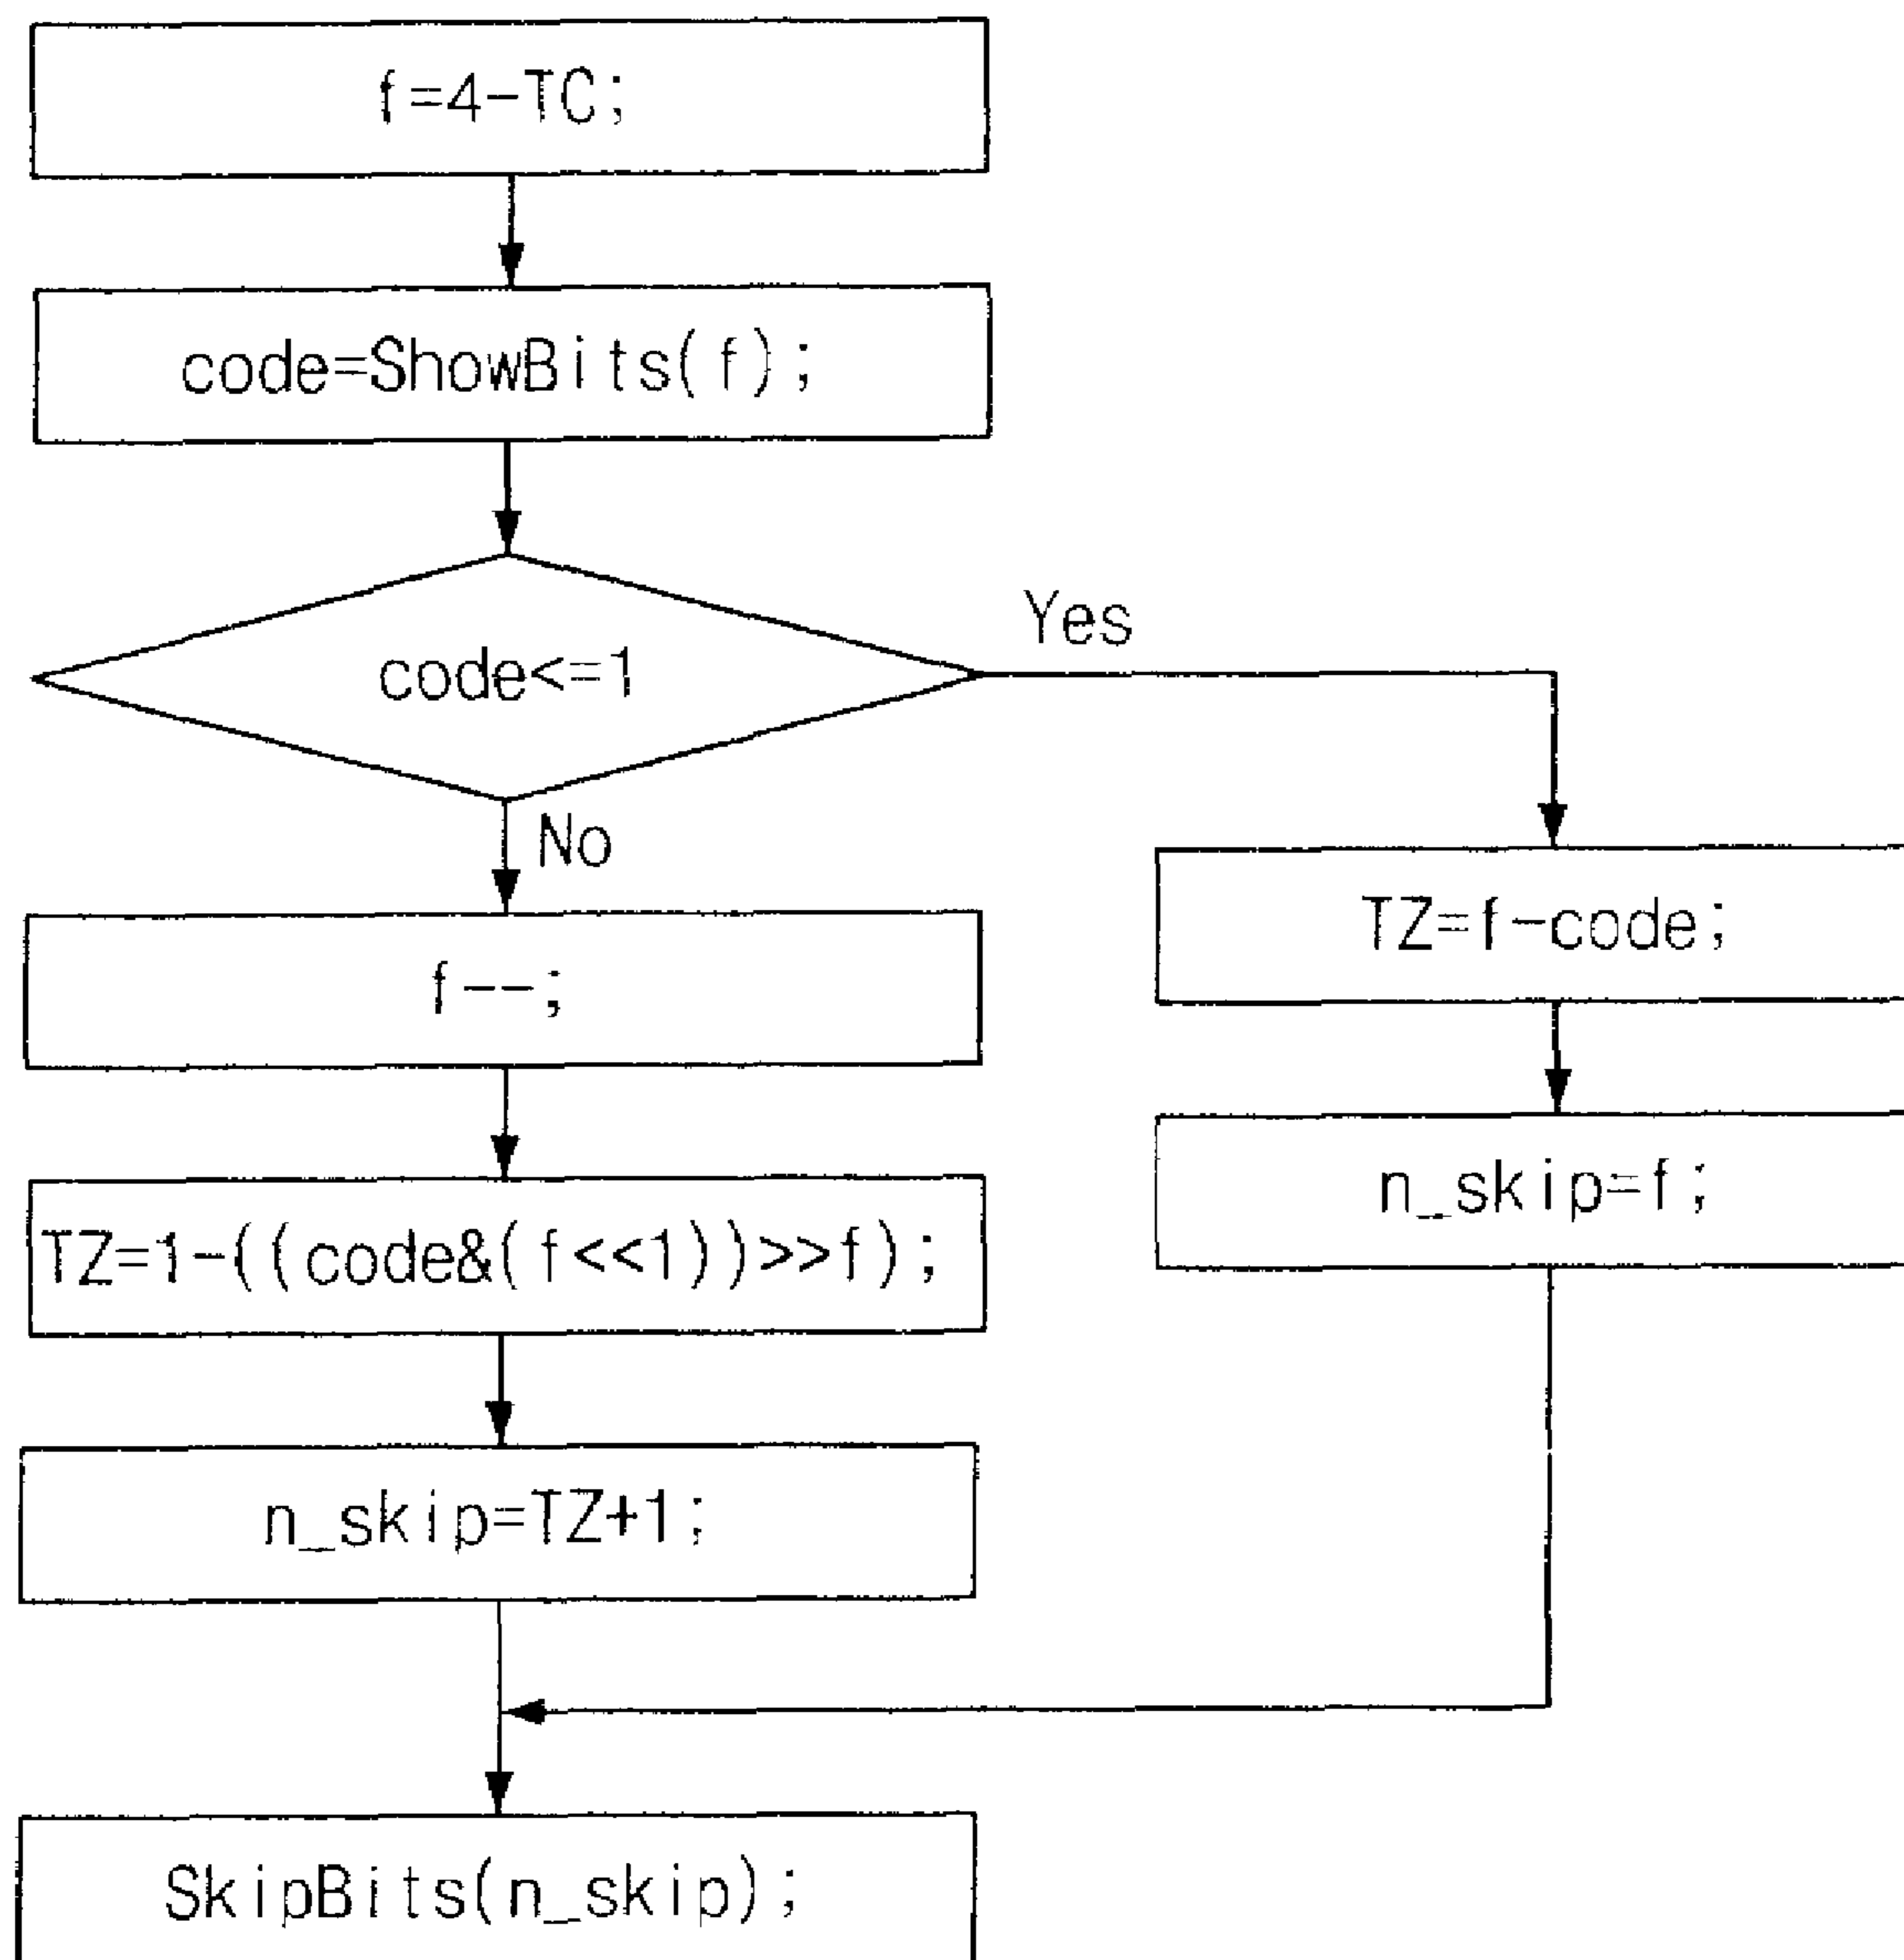 f=4-TC;
code=ShowBits(f);
code<=1
Yes
No
f--;
TZ=f-code;
TZ=1-((code&(f<<1))>>f);
n_skip=f;
n_skip=TZ+1;
SkipBits(n_skip);